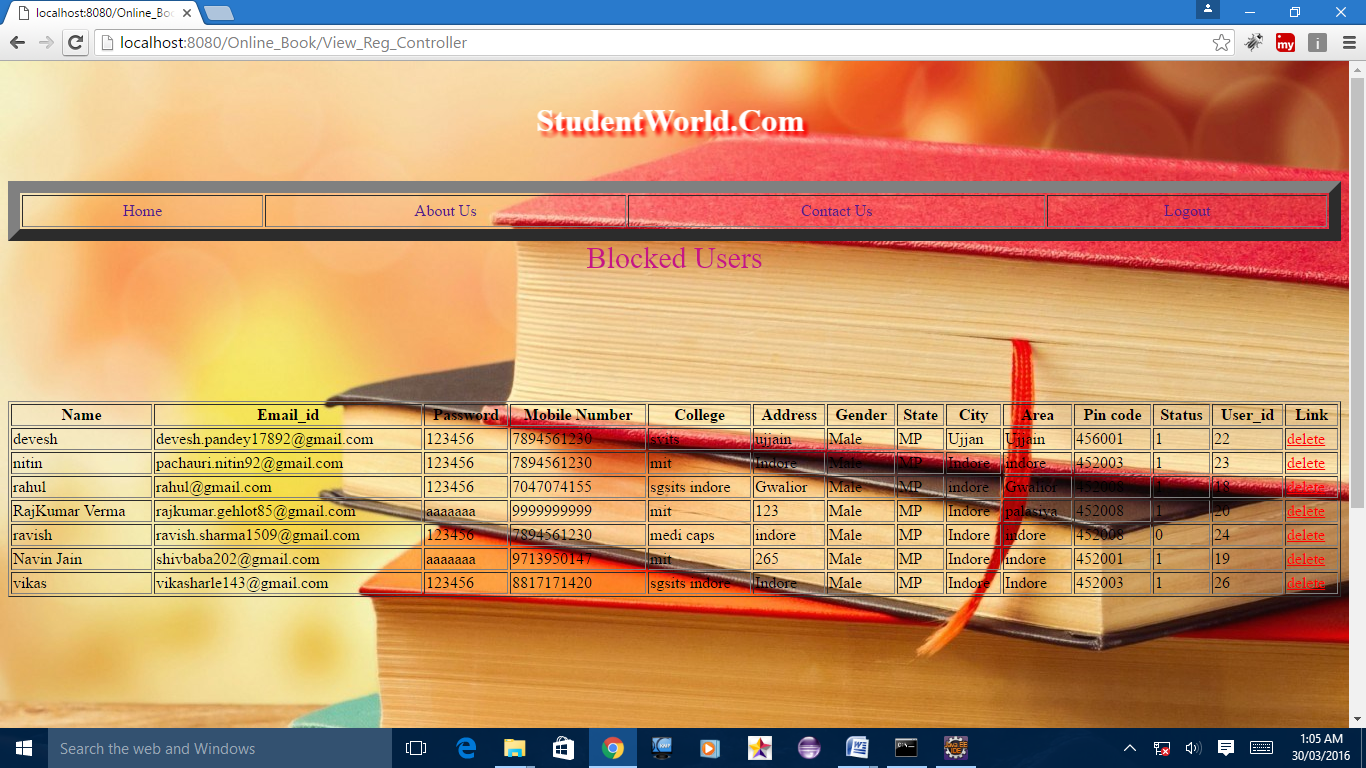 localhost:8080/Online_Bo
localhost:8080/Online_Book/View_Reg_Controller
StudentWorld.Com
Home About Us Contact Us Logout
Blocked Users
Name Email_id Password Mobile Number College Address Gender State City Area Pin code Status User_id Link
devesh devesh.pandey17892@gmail.com 123456 7894561230 svits ujjain Male MP Ujjan Ujjain 456001 1 22 delete
nitin pachauri.nitin92@gmail.com 123456 7894561230 mit Indore Male MP Indore indore 452003 1 23 delete
rahul rahul@gmail.com 123456 7047074155 sgsits indore Gwalior Male MP indore Gwalior 452008 1 18 delete
RajKumar Verma rajkumar.gehlot85@gmail.com aaaaaaa 9999999999 mit 123 Male MP Indore palasiya 452008 1 20 delete
ravish ravish.sharma1509@gmail.com 123456 7894561230 medi caps indore Male MP Indore indore 452008 0 24 delete
Navin Jain shivbaba202@gmail.com aaaaaaa 9713950147 mit 265 Male MP Indore indore 452001 1 19 delete
vikas vikasharle143@gmail.com 123456 8817171420 sgsits indore Indore Male MP Indore Indore 452003 1 26 delete
Search the web and Windows
1:05 AM
30/03/2016